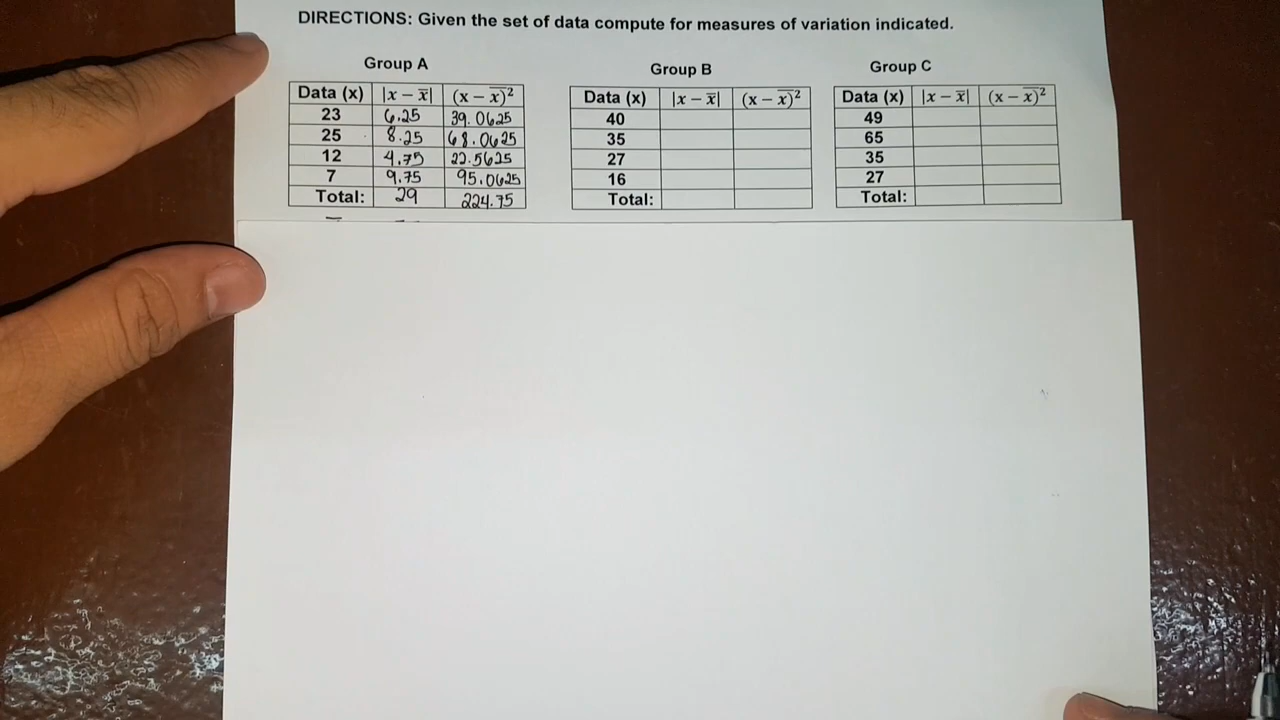 DIRECTIONS: Given the set of data compute for measures of variation indicated.
Group A
Data (x) |x − x̅| (x − x̅)²
23 6.25 39.0625
25 8.25 68.0625
12 4.75 22.5625
7 9.75 95.0625
Total: 29 224.75
Group B
Data (x) |x − x̅| (x − x̅)²
40
35
27
16
Total:
Group C
Data (x) |x − x̅| (x − x̅)²
49
65
35
27
Total: